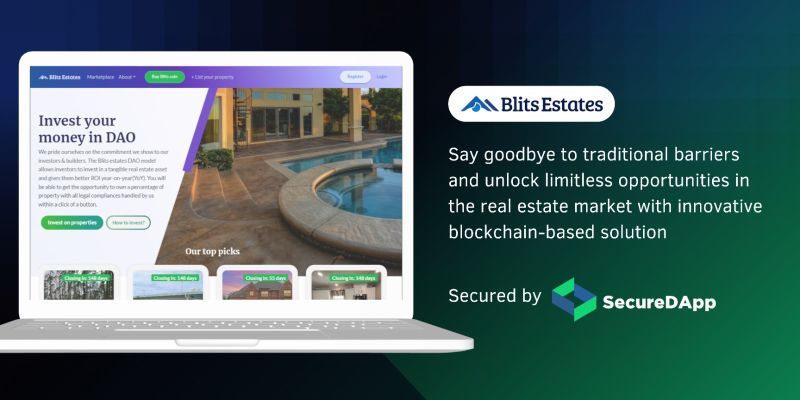 Blits Estates
Marketplace
About
Buy Blits coin
+ List your property
Register
Login
Invest your
money in DAO
We pride ourselves on the commitment we show to our
investors & builders. The Blits estates DAO model
allows investors to invest in a tangible real estate asset
and gives them better ROI year-on-year(YoY). You will
be able to get the opportunity to own a percentage of
property with all legal compliances handled by us
within a click of a button.
Invest on properties
How to invest?
Our top picks
Closing in: 148 days
Closing in: 148 days
Closing in: 55 days
Closing in: 148 days
Blits Estates
Say goodbye to traditional barriers
and unlock limitless opportunities in
the real estate market with innovative
blockchain-based solution
Secured by
SecureDApp